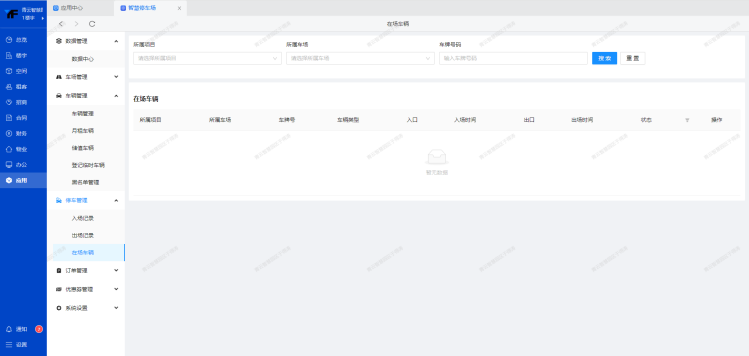 应用中心
智慧停车场
1楼宇
总览
楼宇
空间
租客
招商
合同
财务
物业
办公
应用
通知
2
设置
数据管理
数据中心
车场管理
车辆管理
车辆管理
月租车辆
储值车辆
登记临时车辆
黑名单管理
停车管理
入场记录
出场记录
在场车辆
订单管理
优惠券管理
系统设置
在场车辆
所属项目
所属车场
车牌号码
请选择所属项目
请选择所属车场
输入车牌号码
搜 索
重 置
在场车辆
所属项目 所属车场 车牌号 车辆类型 入口 入场时间 出口 出场时间 状态 操作
暂无数据